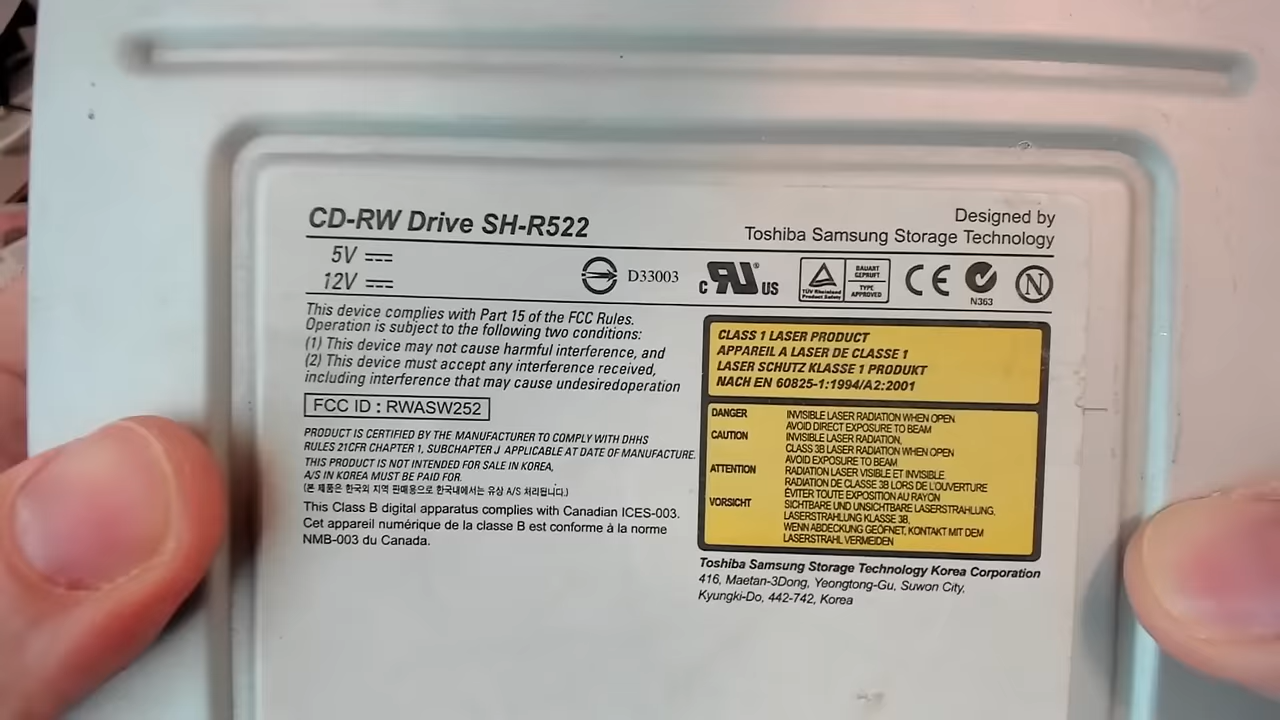 CD-RW Drive SH-R522
Designed by
Toshiba Samsung Storage Technology
5V
12V
D33003
c RU ® US
TÜV Rheinland
Product Safety
BAUART
GEPRÜFT
TYPE
APPROVED
CE
N363
N
This device complies with Part 15 of the FCC Rules.
Operation is subject to the following two conditions:
(1) This device may not cause harmful interference, and
(2) This device must accept any interference received,
including interference that may cause undesiredoperation
FCC ID : RWASW252
PRODUCT IS CERTIFIED BY THE MANUFACTURER TO COMPLY WITH DHHS
RULES 21CFR CHAPTER 1, SUBCHAPTER J APPLICABLE AT DATE OF MANUFACTURE.
THIS PRODUCT IS NOT INTENDED FOR SALE IN KOREA,
A/S IN KOREA MUST BE PAID FOR.
(본 제품은 한국외 지역 판매용으로 한국내에서는 유상 A/S 처리됩니다.)
This Class B digital apparatus complies with Canadian ICES-003.
Cet appareil numérique de la classe B est conforme à la norme
NMB-003 du Canada.
CLASS 1 LASER PRODUCT
APPAREIL A LASER DE CLASSE 1
LASER SCHUTZ KLASSE 1 PRODUKT
NACH EN 60825-1:1994/A2:2001
DANGER INVISIBLE LASER RADIATION WHEN OPEN
AVOID DIRECT EXPOSURE TO BEAM
CAUTION INVISIBLE LASER RADIATION,
CLASS 3B LASER RADIATION WHEN OPEN
AVOID EXPOSURE TO BEAM
ATTENTION RADIATION LASER VISIBLE ET INVISIBLE.
RADIATION DE CLASSE 3B LORS DE L'OUVERTURE
ÉVITER TOUTE EXPOSITION AU RAYON
VORSICHT SICHTBARE UND UNSICHTBARE LASERSTRAHLUNG,
LASERSTRAHLUNG KLASSE 3B,
WENN ABDECKUNG GEÖFNET, KONTAKT MIT DEM
LASERSTRAHL VERMEIDEN
Toshiba Samsung Storage Technology Korea Corporation
416, Maetan-3Dong, Yeongtong-Gu, Suwon City,
Kyungki-Do, 442-742, Korea